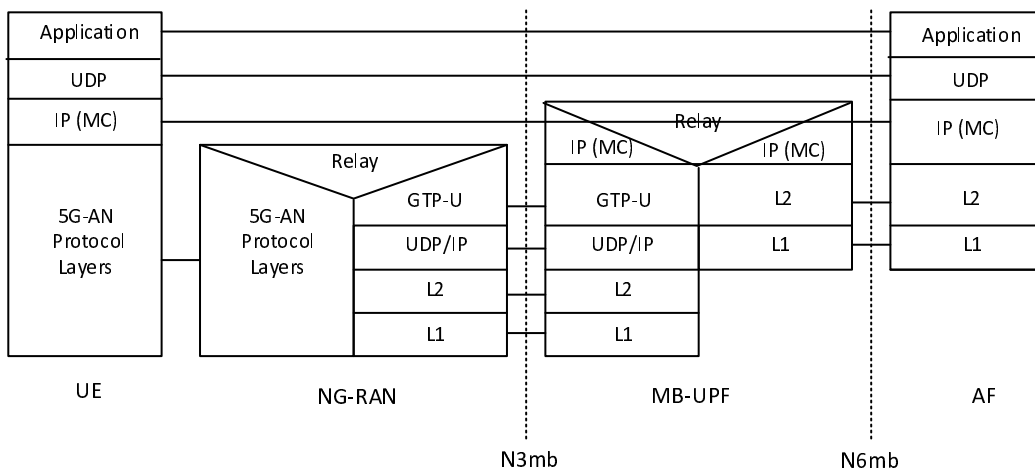 Application
UDP
IP (MC)
5G-AN
Protocol
Layers
UE
Relay
5G-AN
Protocol
Layers
GTP-U
UDP/IP
L2
L1
NG-RAN
N3mb
Relay
IP (MC)
IP (MC)
GTP-U
UDP/IP
L2
L1
L2
L1
MB-UPF
N6mb
Application
UDP
IP (MC)
L2
L1
AF